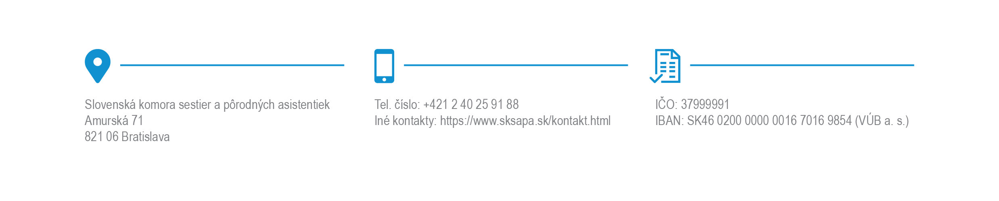 Slovenská komora sestier a pôrodných asistentiek
Amurská 71
821 06 Bratislava
Tel. číslo: +421 2 40 25 91 88
Iné kontakty: https://www.sksapa.sk/kontakt.html
IČO: 37999991
IBAN: SK46 0200 0000 0016 7016 9854 (VÚB a. s.)